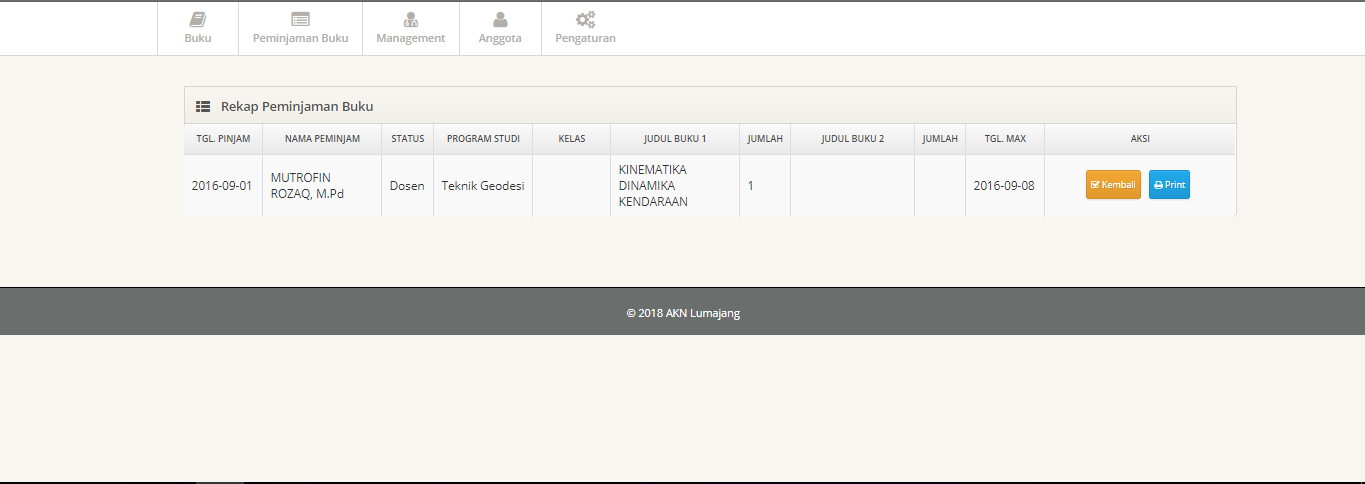 Buku
Peminjaman Buku
Management
Anggota
Pengaturan
Rekap Peminjaman Buku
TGL. PINJAM NAMA PEMINJAM STATUS PROGRAM STUDI KELAS JUDUL BUKU 1 JUMLAH JUDUL BUKU 2 JUMLAH TGL. MAX AKSI
2016-09-01
MUTROFIN
ROZAQ, M.Pd
Dosen
Teknik Geodesi
KINEMATIKA
DINAMIKA
KENDARAAN
1
2016-09-08
Kembali
Print
© 2018 AKN Lumajang